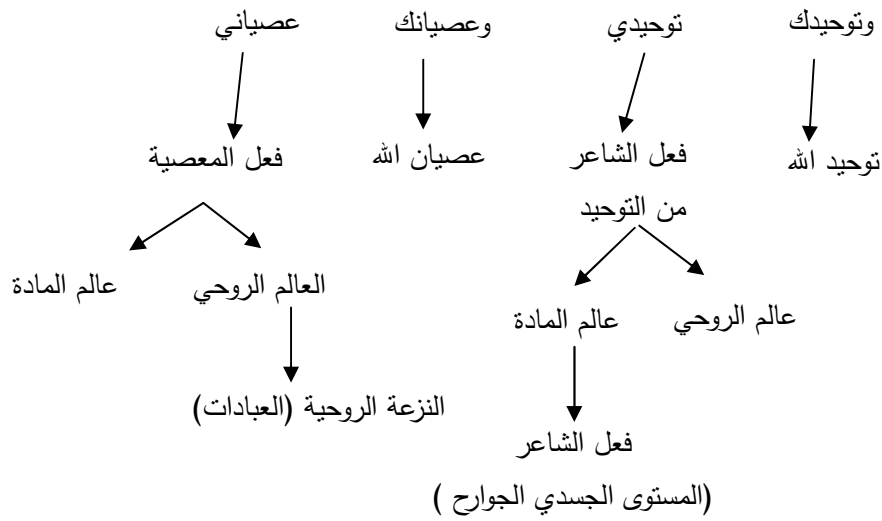 وتوحيدك توحيدي وعصيانك عصياني
توحيد الله فعل الشاعر عصيان الله فعل المعصية
من التوحيد
العالم الروحي عالم المادة
عالم الروحي عالم المادة
النزعة الروحية (العبادات)
فعل الشاعر
(المستوى الجسدي الجوارح )